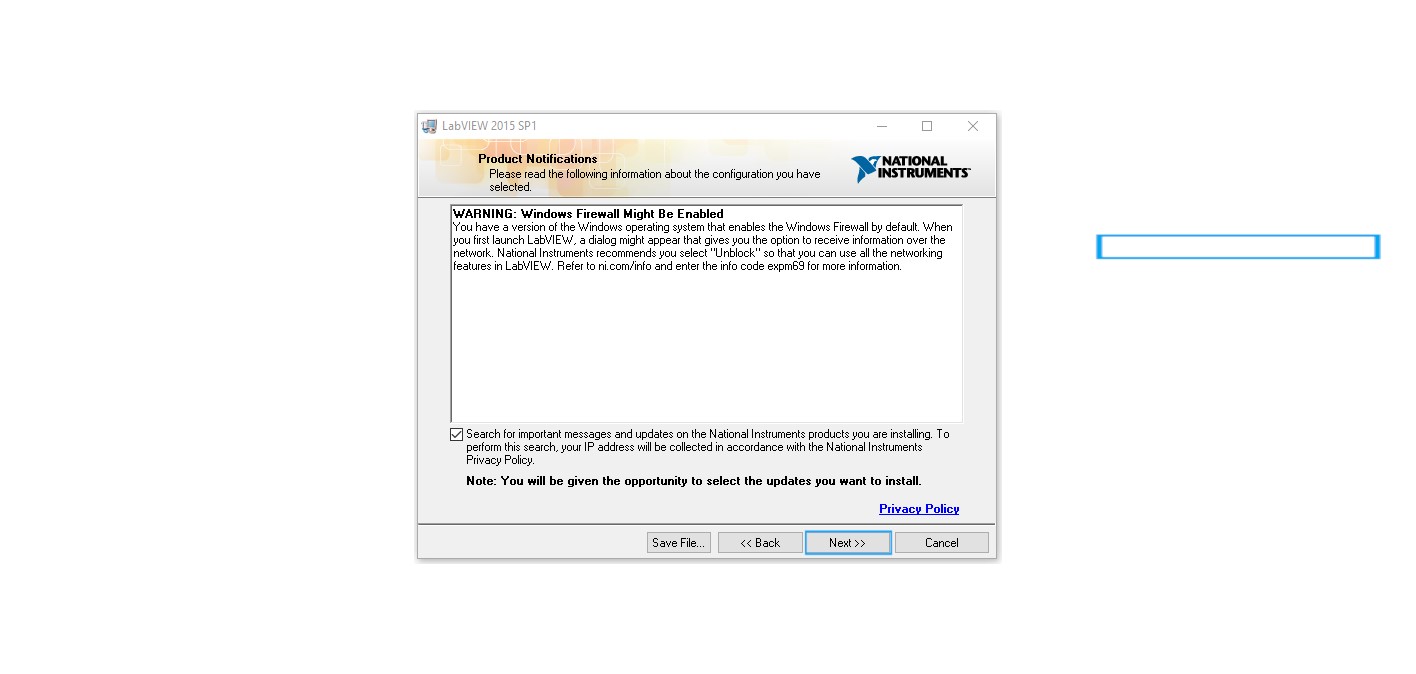 LabVIEW 2015 SP1
Product Notifications
Please read the following information about the configuration you have
selected.
NATIONAL
INSTRUMENTS™
WARNING: Windows Firewall Might Be Enabled
You have a version of the Windows operating system that enables the Windows Firewall by default. When
you first launch LabVIEW, a dialog might appear that gives you the option to receive information over the
network. National Instruments recommends you select "Unblock" so that you can use all the networking
features in LabVIEW. Refer to ni.com/info and enter the info code expm69 for more information.
Search for important messages and updates on the National Instruments products you are installing. To
perform this search, your IP address will be collected in accordance with the National Instruments
Privacy Policy.
Note: You will be given the opportunity to select the updates you want to install.
Privacy Policy
Save File... << Back Next >> Cancel